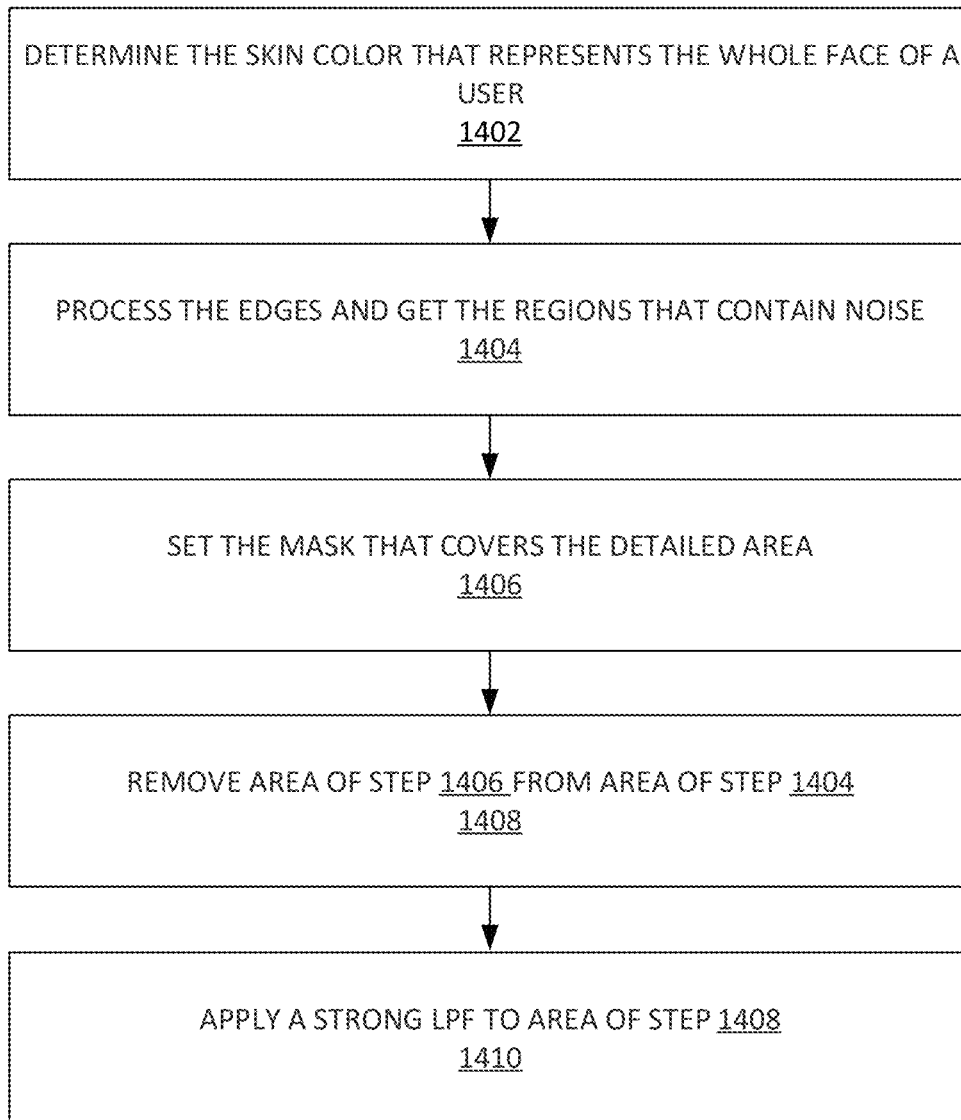 DETERMINE THE SKIN COLOR THAT REPRESENTS THE WHOLE FACE OF A
USER
1402
PROCESS THE EDGES AND GET THE REGIONS THAT CONTAIN NOISE
1404
SET THE MASK THAT COVERS THE DETAILED AREA
1406
REMOVE AREA OF STEP 1406 FROM AREA OF STEP 1404
1408
APPLY A STRONG LPF TO AREA OF STEP 1408
1410